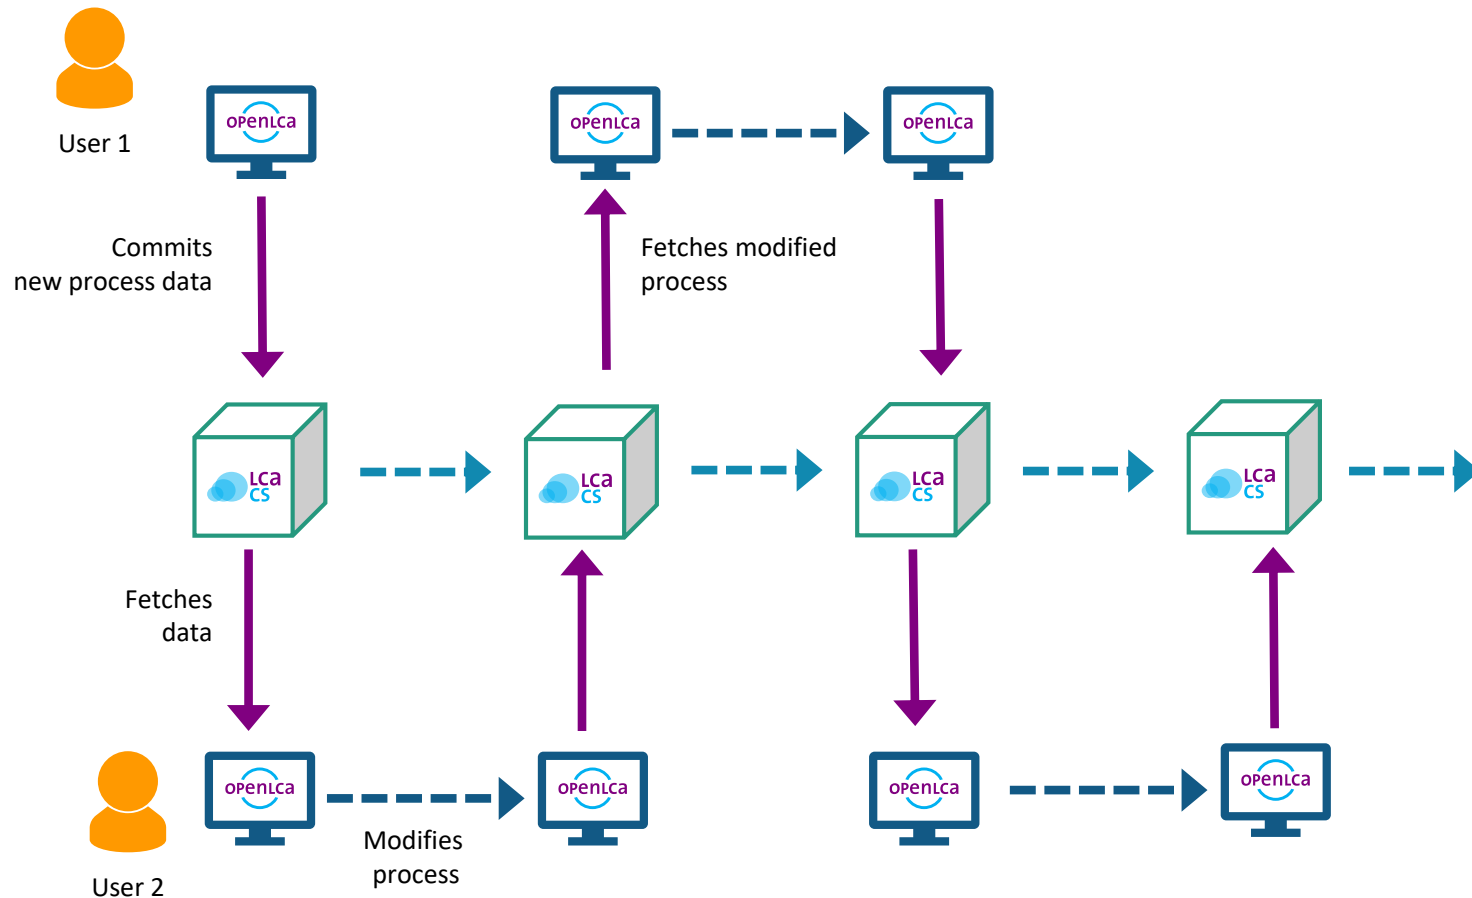 openLCa
openLCa
openLCa
User 1
Commits
new process data
Fetches modified
process
LCa
CS
LCa
CS
LCa
CS
LCa
CS
Fetches
data
openLCa
openLCa
openLCa
openLCa
Modifies
process
User 2